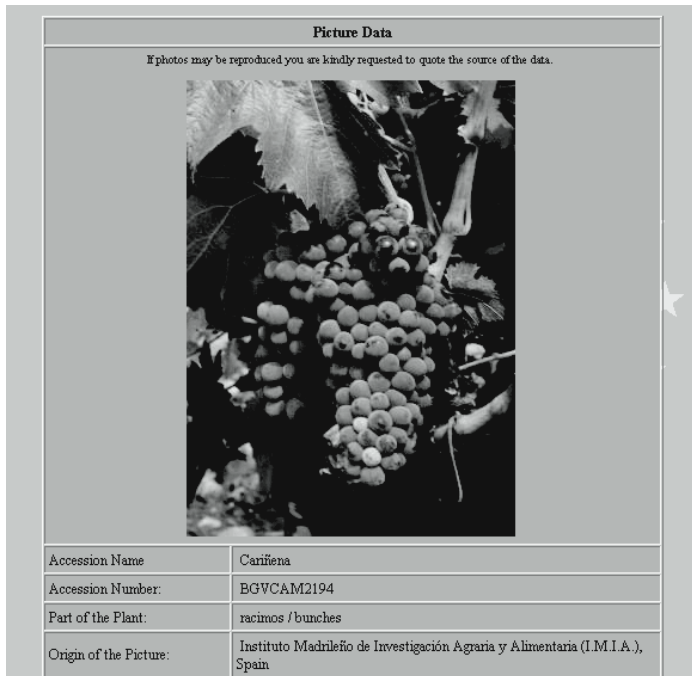 Picture Data
If photos may be reproduced you are kindly requested to quote the source of the data.
Accession Name
Cariñena
Accession Number:
BGVCAM2194
Part of the Plant:
racimos / bunches
Origin of the Picture:
Instituto Madrileño de Investigación Agraria y Alimentaria (I.M.I.A.),
Spain